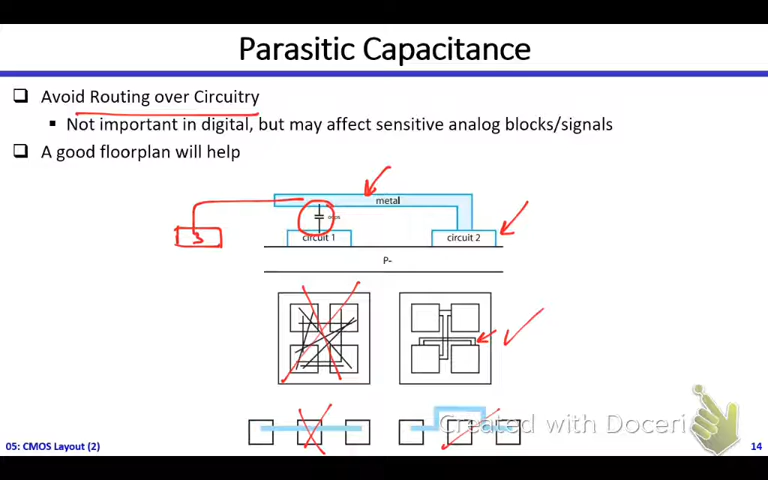 Parasitic Capacitance
Avoid Routing over Circuitry
Not important in digital, but may affect sensitive analog blocks/signals
A good floorplan will help
metal
3
circuit 1
circuit 2
P-
Created with Doceri
05: CMOS Layout (2)
14